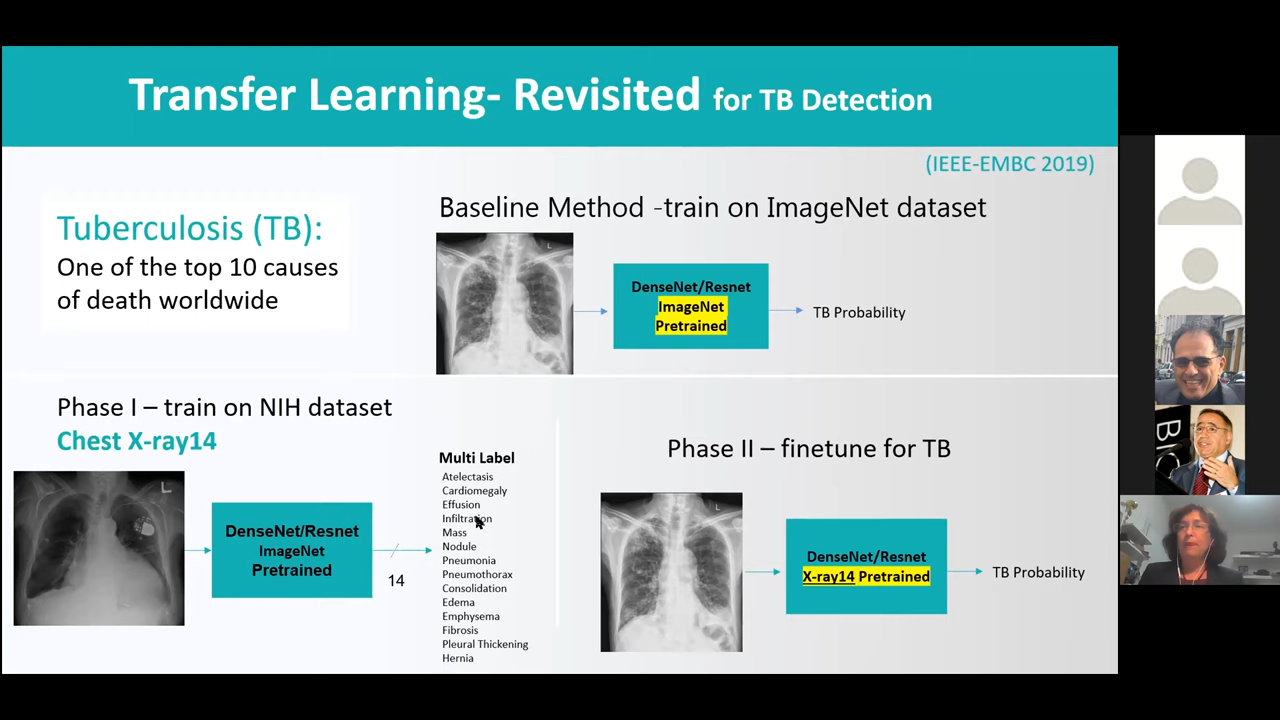 Transfer Learning- Revisited for TB Detection
(IEEE-EMBC 2019)
Tuberculosis (TB):
One of the top 10 causes
of death worldwide
Baseline Method -train on ImageNet dataset
L
DenseNet/Resnet
ImageNet
Pretrained
TB Probability
Phase I – train on NIH dataset
Chest X-ray14
L
DenseNet/Resnet
ImageNet
Pretrained
14
Multi Label
Atelectasis
Cardiomegaly
Effusion
Infiltration
Mass
Nodule
Pneumonia
Pneumothorax
Consolidation
Edema
Emphysema
Fibrosis
Pleural Thickening
Hernia
Phase II – finetune for TB
L
DenseNet/Resnet
X-ray14 Pretrained
TB Probability